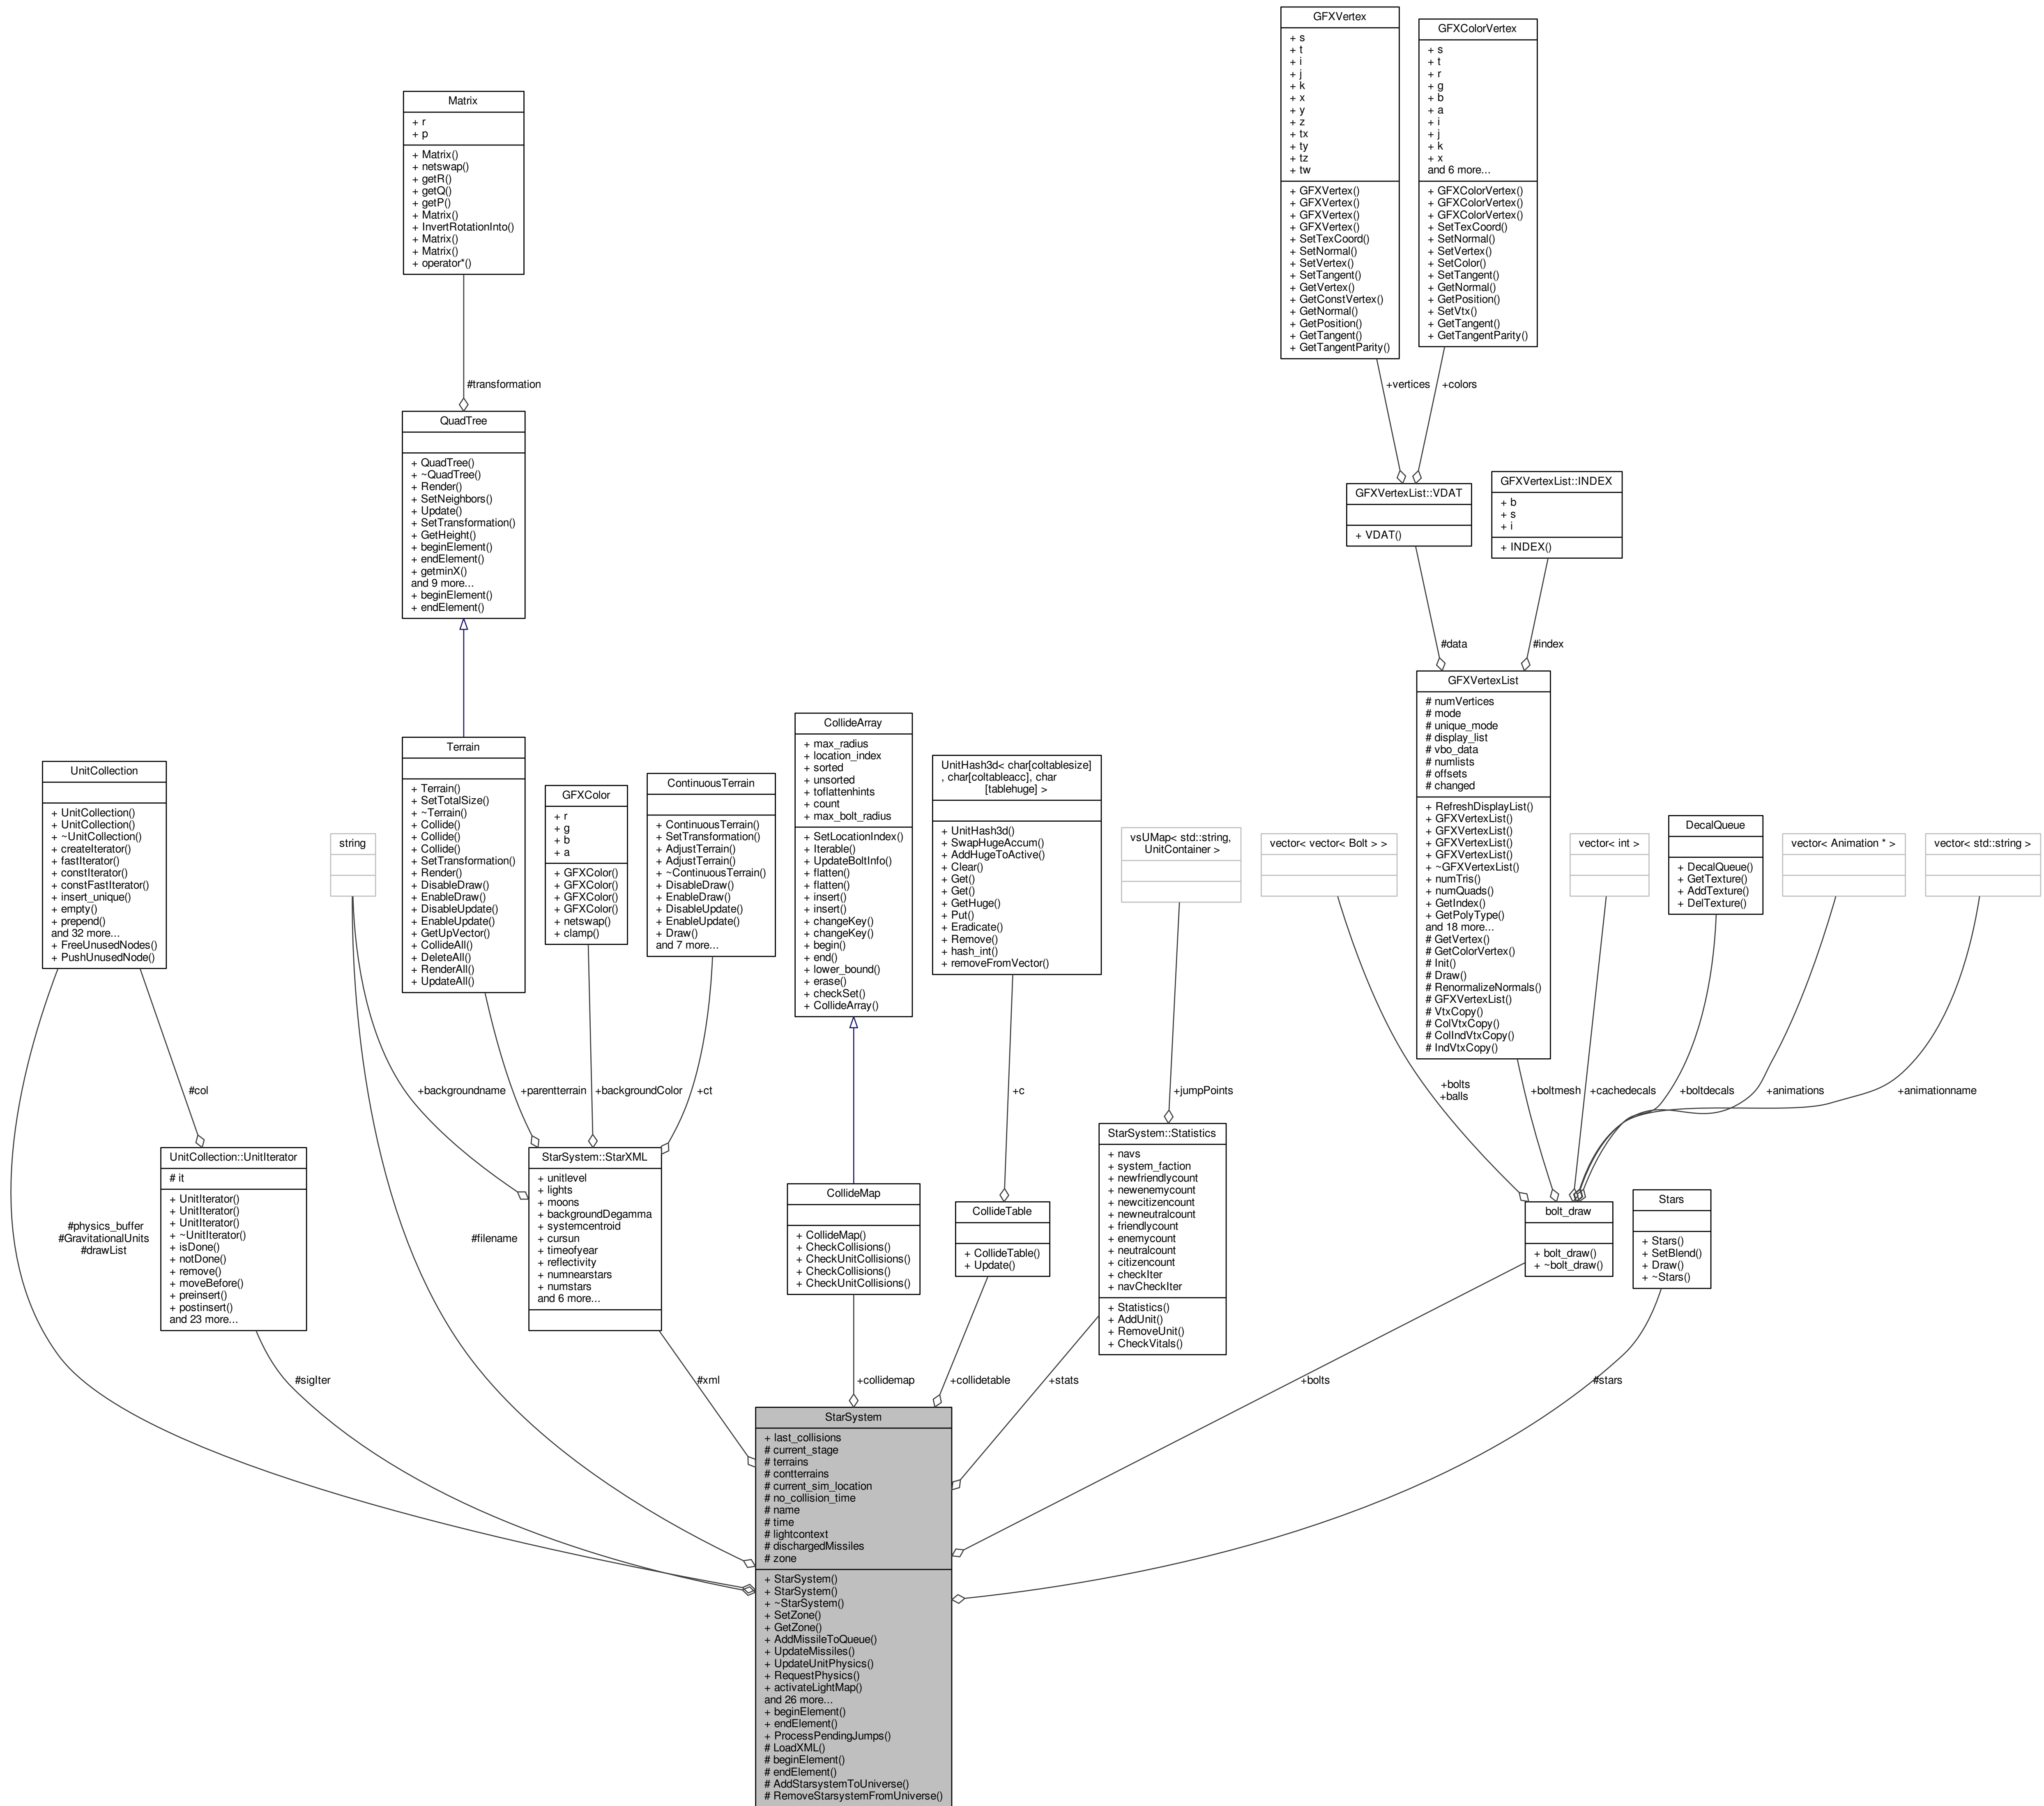 GFXVertex
+ s
+ t
+ i
+ j
+ k
+ x
+ y
+ z
+ tx
+ ty
+ tz
+ tw
+ GFXVertex()
+ GFXVertex()
+ GFXVertex()
+ GFXVertex()
+ SetTexCoord()
+ SetNormal()
+ SetVertex()
+ SetTangent()
+ GetVertex()
+ GetConstVertex()
+ GetNormal()
+ GetPosition()
+ GetTangent()
+ GetTangentParity()
GFXColorVertex
+ s
+ t
+ r
+ g
+ b
+ a
+ i
+ j
+ k
+ x
and 6 more...
+ GFXColorVertex()
+ GFXColorVertex()
+ GFXColorVertex()
+ SetTexCoord()
+ SetNormal()
+ SetVertex()
+ SetColor()
+ SetTangent()
+ GetNormal()
+ GetPosition()
+ SetVtx()
+ GetTangent()
+ GetTangentParity()
Matrix
+ r
+ p
+ Matrix()
+ netswap()
+ getR()
+ getQ()
+ getP()
+ Matrix()
+ InvertRotationInto()
+ Matrix()
+ Matrix()
+ operator*()
#transformation
+vertices
+colors
QuadTree
+ QuadTree()
+ ~QuadTree()
+ Render()
+ SetNeighbors()
+ Update()
+ SetTransformation()
+ GetHeight()
+ beginElement()
+ endElement()
+ getminX()
and 9 more...
+ beginElement()
+ endElement()
GFXVertexList::VDAT
+ VDAT()
GFXVertexList::INDEX
+ b
+ s
+ i
+ INDEX()
#data
#index
UnitCollection
+ UnitCollection()
+ UnitCollection()
+ ~UnitCollection()
+ createIterator()
+ fastIterator()
+ constIterator()
+ constFastIterator()
+ insert_unique()
+ empty()
+ prepend()
and 32 more...
+ FreeUnusedNodes()
+ PushUnusedNode()
string
Terrain
+ Terrain()
+ SetTotalSize()
+ ~Terrain()
+ Collide()
+ Collide()
+ Collide()
+ SetTransformation()
+ Render()
+ DisableDraw()
+ EnableDraw()
+ DisableUpdate()
+ EnableUpdate()
+ GetUpVector()
+ CollideAll()
+ DeleteAll()
+ RenderAll()
+ UpdateAll()
GFXColor
+ r
+ g
+ b
+ a
+ GFXColor()
+ GFXColor()
+ GFXColor()
+ GFXColor()
+ netswap()
+ clamp()
ContinuousTerrain
+ ContinuousTerrain()
+ SetTransformation()
+ AdjustTerrain()
+ AdjustTerrain()
+ ~ContinuousTerrain()
+ DisableDraw()
+ EnableDraw()
+ DisableUpdate()
+ EnableUpdate()
+ Draw()
and 7 more...
CollideArray
+ max_radius
+ location_index
+ sorted
+ unsorted
+ toflattenhints
+ count
+ max_bolt_radius
+ SetLocationIndex()
+ Iterable()
+ UpdateBoltInfo()
+ flatten()
+ flatten()
+ insert()
+ insert()
+ changeKey()
+ changeKey()
+ begin()
+ end()
+ lower_bound()
+ erase()
+ checkSet()
+ CollideArray()
UnitHash3d< char[coltablesize]
, char[coltableacc], char
[tablehuge] >
+ UnitHash3d()
+ SwapHugeAccum()
+ AddHugeToActive()
+ Clear()
+ Get()
+ Get()
+ GetHuge()
+ Put()
+ Eradicate()
+ Remove()
+ hash_int()
+ removeFromVector()
vsUMap< std::string,
UnitContainer >
vector< vector< Bolt > >
GFXVertexList
# numVertices
# mode
# unique_mode
# display_list
# vbo_data
# numlists
# offsets
# changed
+ RefreshDisplayList()
+ GFXVertexList()
+ GFXVertexList()
+ GFXVertexList()
+ GFXVertexList()
+ ~GFXVertexList()
+ numTris()
+ numQuads()
+ GetIndex()
+ GetPolyType()
and 18 more...
# GetVertex()
# GetColorVertex()
# Init()
# Draw()
# RenormalizeNormals()
# GFXVertexList()
# VtxCopy()
# ColVtxCopy()
# ColIndVtxCopy()
# IndVtxCopy()
vector< int >
DecalQueue
+ DecalQueue()
+ GetTexture()
+ AddTexture()
+ DelTexture()
vector< Animation * >
vector< std::string >
#col
+backgroundname
+parentterrain
+backgroundColor
+ct
+c
+jumpPoints
+bolts
+balls
+boltmesh
+cachedecals
+boltdecals
+animations
+animationname
#physics_buffer
#GravitationalUnits
#drawList
UnitCollection::UnitIterator
# it
+ UnitIterator()
+ UnitIterator()
+ UnitIterator()
+ ~UnitIterator()
+ isDone()
+ notDone()
+ remove()
+ moveBefore()
+ preinsert()
+ postinsert()
and 23 more...
#filename
StarSystem::StarXML
+ unitlevel
+ lights
+ moons
+ backgroundDegamma
+ systemcentroid
+ cursun
+ timeofyear
+ reflectivity
+ numnearstars
+ numstars
and 6 more...
CollideMap
+ CollideMap()
+ CheckCollisions()
+ CheckUnitCollisions()
+ CheckCollisions()
+ CheckUnitCollisions()
CollideTable
+ CollideTable()
+ Update()
StarSystem::Statistics
+ navs
+ system_faction
+ newfriendlycount
+ newenemycount
+ newcitizencount
+ newneutralcount
+ friendlycount
+ enemycount
+ neutralcount
+ citizencount
+ checkIter
+ navCheckIter
+ Statistics()
+ AddUnit()
+ RemoveUnit()
+ CheckVitals()
bolt_draw
+ bolt_draw()
+ ~bolt_draw()
Stars
+ Stars()
+ SetBlend()
+ Draw()
+ ~Stars()
#sigIter
#xml
+collidemap
+collidetable
+stats
+bolts
#stars
StarSystem
+ last_collisions
# current_stage
# terrains
# contterrains
# current_sim_location
# no_collision_time
# name
# time
# lightcontext
# dischargedMissiles
# zone
+ StarSystem()
+ StarSystem()
+ ~StarSystem()
+ SetZone()
+ GetZone()
+ AddMissileToQueue()
+ UpdateMissiles()
+ UpdateUnitPhysics()
+ RequestPhysics()
+ activateLightMap()
and 26 more...
+ beginElement()
+ endElement()
+ ProcessPendingJumps()
# LoadXML()
# beginElement()
# endElement()
# AddStarsystemToUniverse()
# RemoveStarsystemFromUniverse()